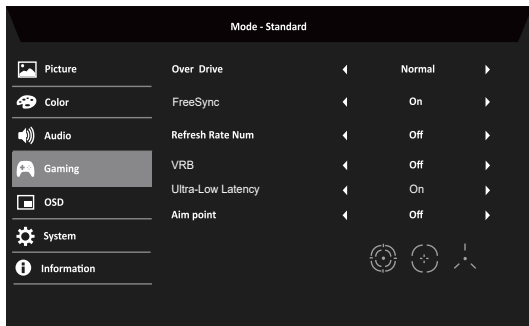 Mode - Standard
Picture
Over Drive Normal
Color
FreeSync On
Audio
Refresh Rate Num Off
Gaming
VRB Off
Ultra-Low Latency On
OSD
Aim point Off
System
Information